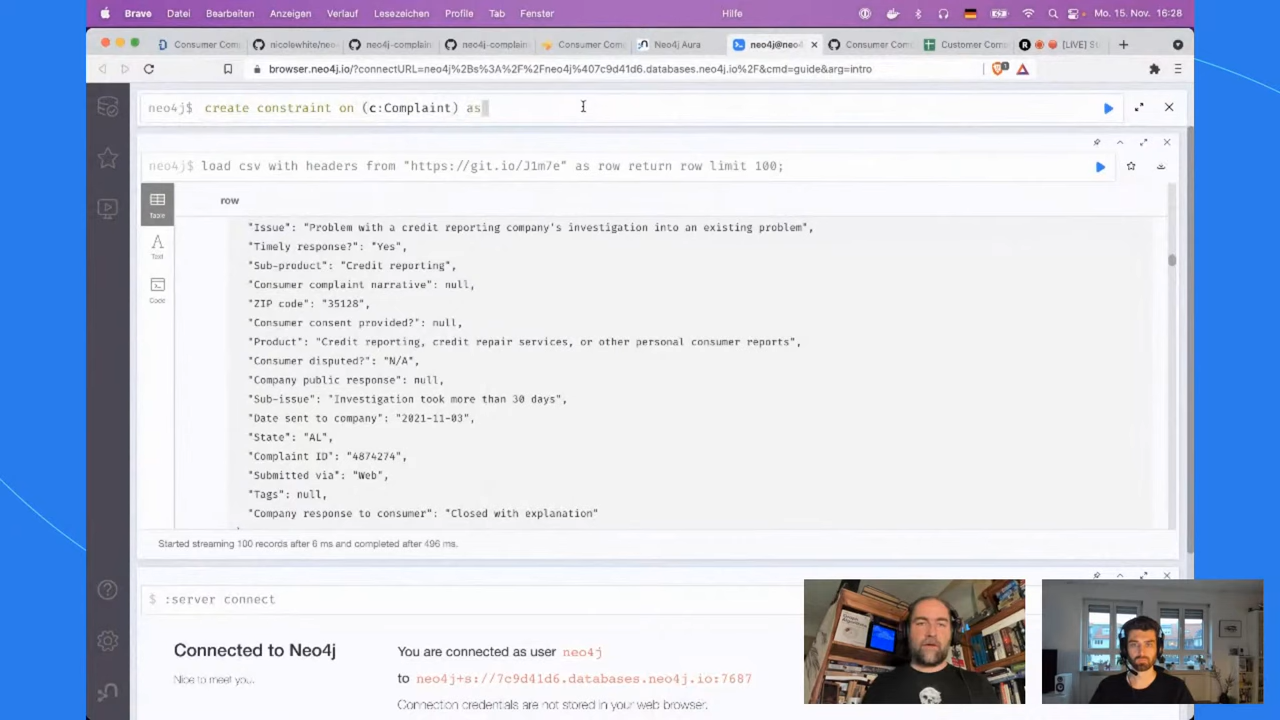 Brave Datei Bearbeiten Anzeigen Verlauf Lesezeichen Profile Tab Fenster Hilfe Mo. 15. Nov. 16:28
Consumer Com nicolewhite/neo neo4j-complain neo4j-complain Consumer Com Neo4j Aura neo4j@neo4 Consumer Com Customer Com [LIVE] St
browser.neo4j.io/?connectURL=neo4j%2Bs%3A%2F%2Fneo4j%407c9d41d6.databases.neo4j.io%2F&cmd=guide&arg=intro
neo4j$ create constraint on (c:Complaint) as
neo4j$ load csv with headers from "https://git.io/J1m7e" as row return row limit 100;
Table
row
"Issue": "Problem with a credit reporting company's investigation into an existing problem",
"Timely response?": "Yes",
Text
"Sub-product": "Credit reporting",
"Consumer complaint narrative": null,
Code
"ZIP code": "35128",
"Consumer consent provided?": null,
"Product": "Credit reporting, credit repair services, or other personal consumer reports",
"Consumer disputed?": "N/A",
"Company public response": null,
"Sub-issue": "Investigation took more than 30 days",
"Date sent to company": "2021-11-03",
"State": "AL",
"Complaint ID": "4874274",
"Submitted via": "Web",
"Tags": null,
"Company response to consumer": "Closed with explanation"
Started streaming 100 records after 6 ms and completed after 496 ms.
$ :server connect
Connected to Neo4j
Nice to meet you.
You are connected as user neo4j
to neo4j+s://7c9d41d6.databases.neo4j.io:7687
Connection credentials are not stored in your web browser.